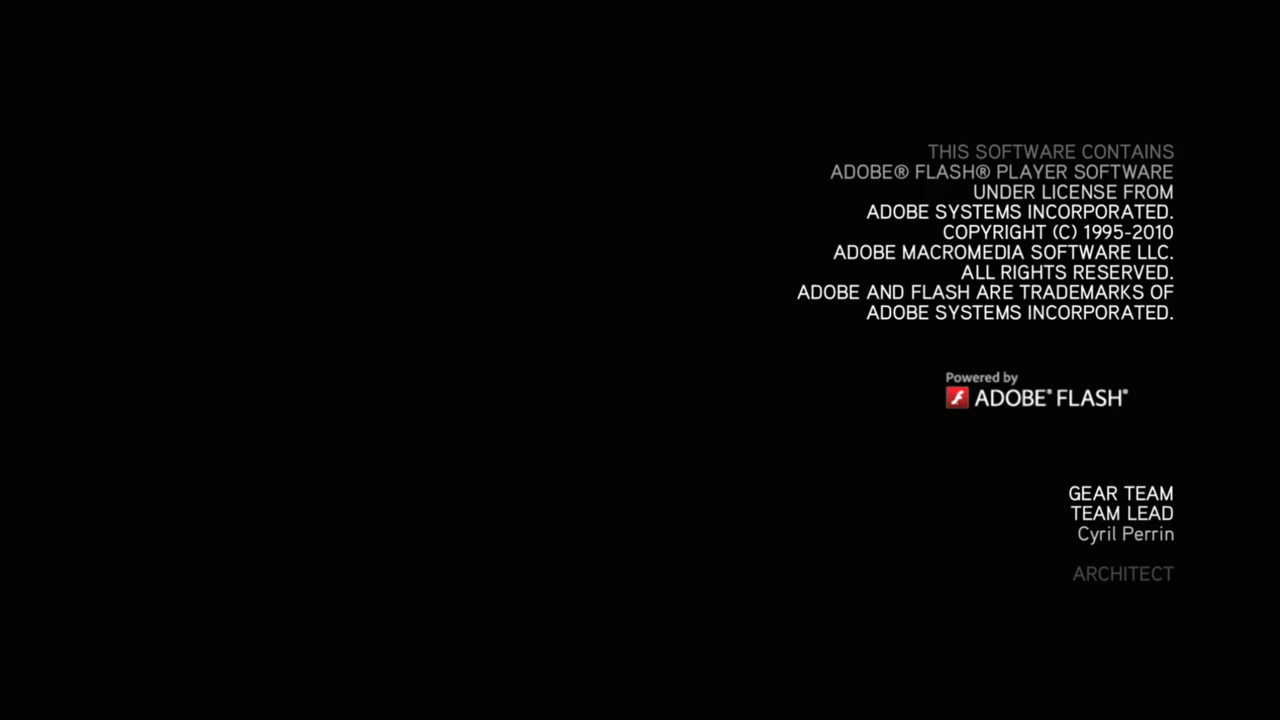 THIS SOFTWARE CONTAINS
ADOBE® FLASH® PLAYER SOFTWARE
UNDER LICENSE FROM
ADOBE SYSTEMS INCORPORATED.
COPYRIGHT (C) 1995-2010
ADOBE MACROMEDIA SOFTWARE LLC.
ALL RIGHTS RESERVED.
ADOBE AND FLASH ARE TRADEMARKS OF
ADOBE SYSTEMS INCORPORATED.
Powered by
ADOBE® FLASH®
GEAR TEAM
TEAM LEAD
Cyril Perrin
ARCHITECT